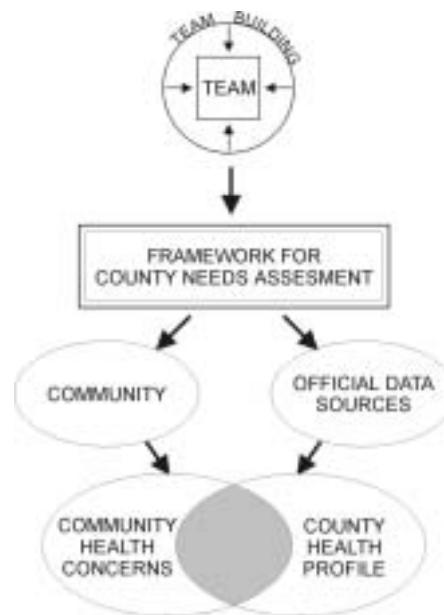 TEAM BUILDING
TEAM
FRAMEWORK FOR
COUNTY NEEDS ASSESMENT
COMMUNITY
OFFICIAL DATA
SOURCES
COMMUNITY
HEALTH
CONCERNS
COUNTY
HEALTH
PROFILE